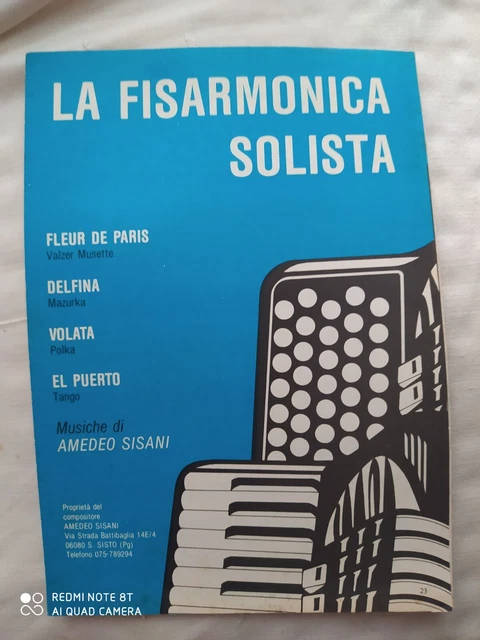 LA FISARMONICA
SOLISTA
FLEUR DE PARIS
Valzer Musette
DELFINA
Mazurka
VOLATA
Polka
EL PUERTO
Tango
Musiche di
AMEDEO SISANI
Proprietà del
compositore
AMEDEO SISANI
Via Strada Battibaglia 14E/4
06080 S. SISTO (Pg)
Telefono 075-789294
23
REDMI NOTE 8T
AI QUAD CAMERA